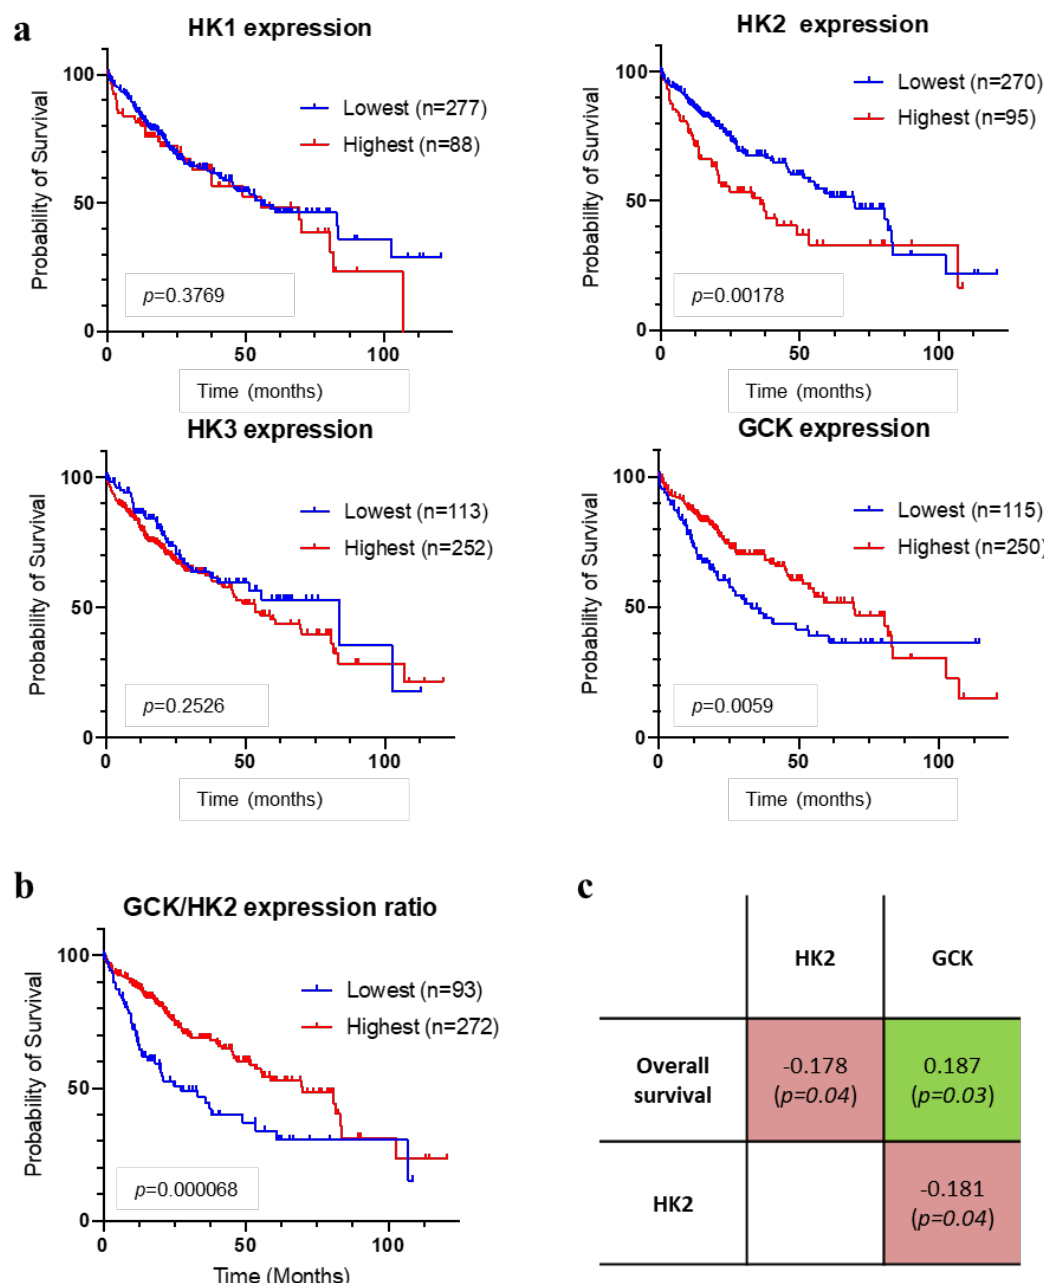 a
HK1 expression
Probability of Survival
100
50
0
Lowest (n=277)
Highest (n=88)
p=0.3769
0 50 100
Time (months)
HK2 expression
Probability of Survival
100
50
0
Lowest (n=270)
Highest (n=95)
p=0.00178
0 50 100
Time (months)
HK3 expression
Probability of Survival
100
50
0
Lowest (n=113)
Highest (n=252)
p=0.2526
0 50 100
Time (months)
GCK expression
Probability of Survival
100
50
0
Lowest (n=115)
Highest (n=250)
p=0.0059
0 50 100
Time (months)
b
GCK/HK2 expression ratio
Probability of Survival
100
50
0
Lowest (n=93)
Highest (n=272)
p=0.000068
0 50 100
Time (Months)
c
HK2 GCK
Overall
survival
-0.178
(p=0.04)
0.187
(p=0.03)
HK2
-0.181
(p=0.04)